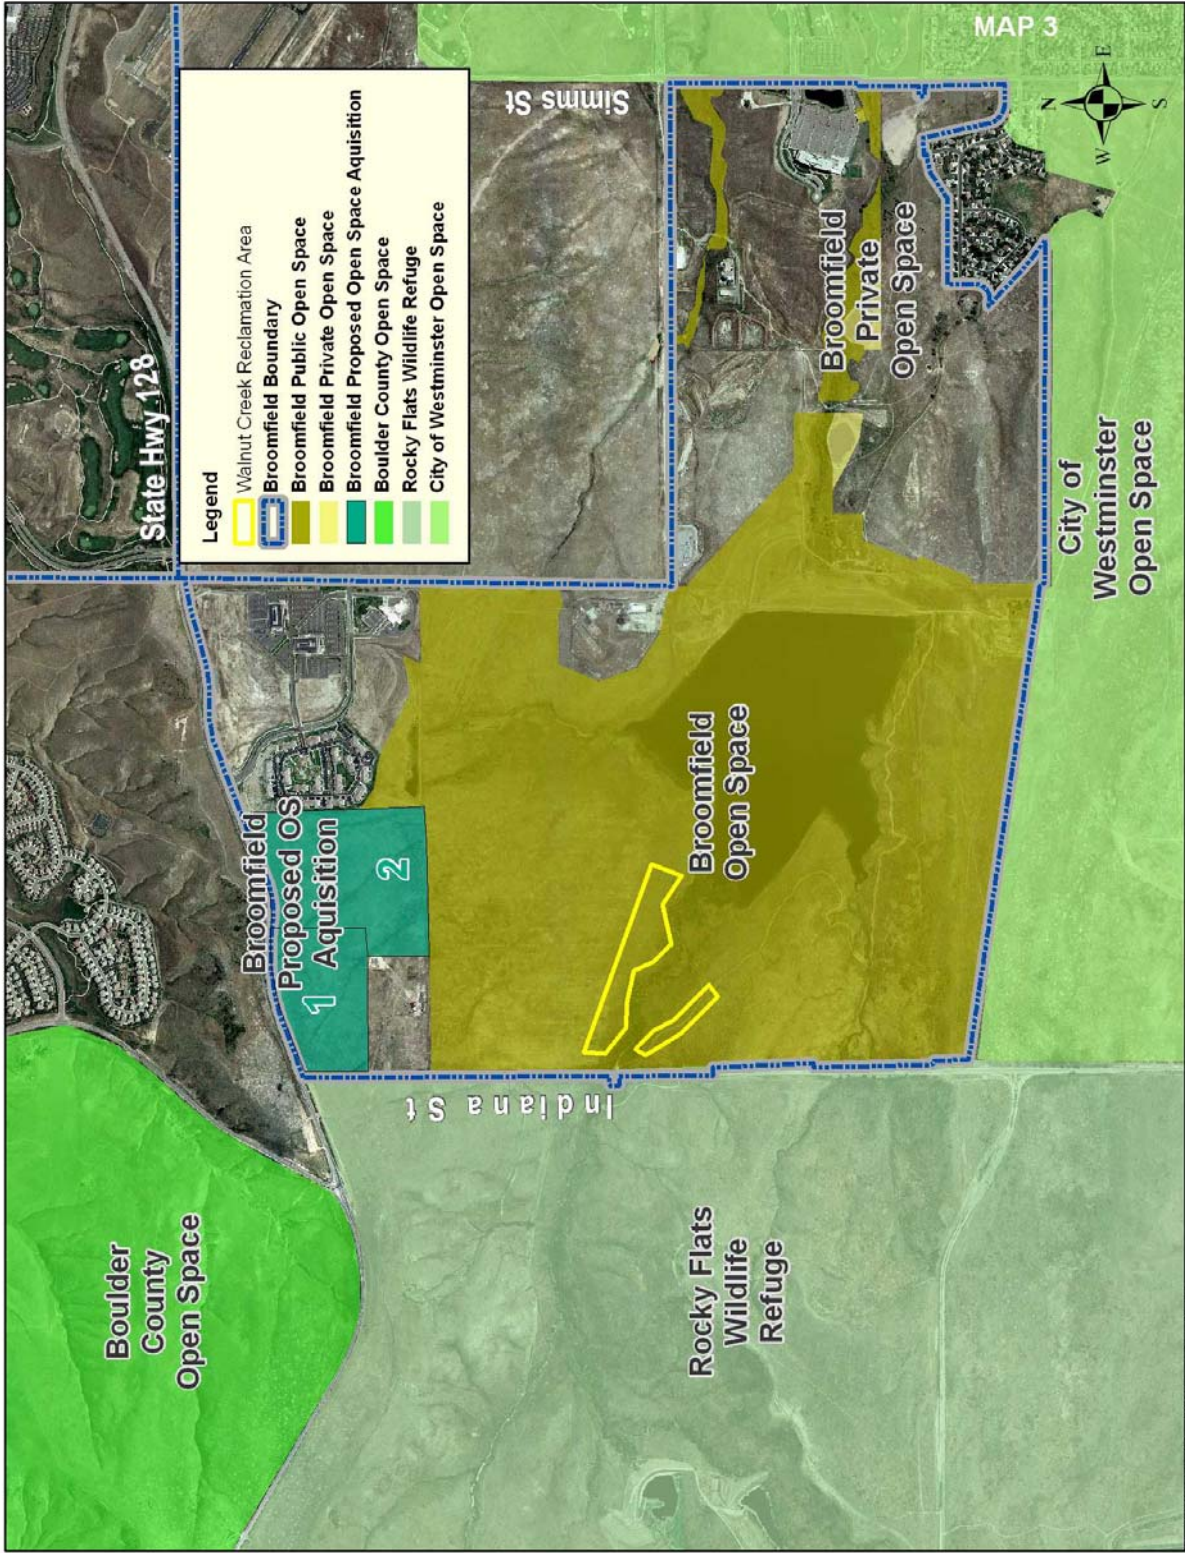 MAP 3
N
E
S
W
State Hwy 128
Simms St
Indiana St
Legend
Walnut Creek Reclamation Area
Broomfield Boundary
Broomfield Public Open Space
Broomfield Private Open Space
Broomfield Proposed Open Space Aquisition
Boulder County Open Space
Rocky Flats Wildlife Refuge
City of Westminster Open Space
Boulder
County
Open Space
Broomfield
Proposed OS
Aquisition
1
2
Broomfield
Open Space
Broomfield
Private
Open Space
Rocky Flats
Wildlife
Refuge
City of
Westminster
Open Space